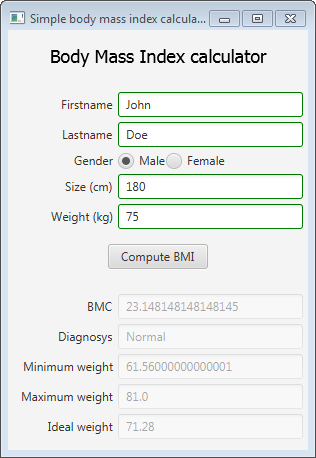 Simple body mass index calcula...
Body Mass Index calculator
Firstname John
Lastname Doe
Gender Male Female
Size (cm) 180
Weight (kg) 75
Compute BMI
BMC 23.148148148148145
Diagnosys Normal
Minimum weight 61.56000000000001
Maximum weight 81.0
Ideal weight 71.28